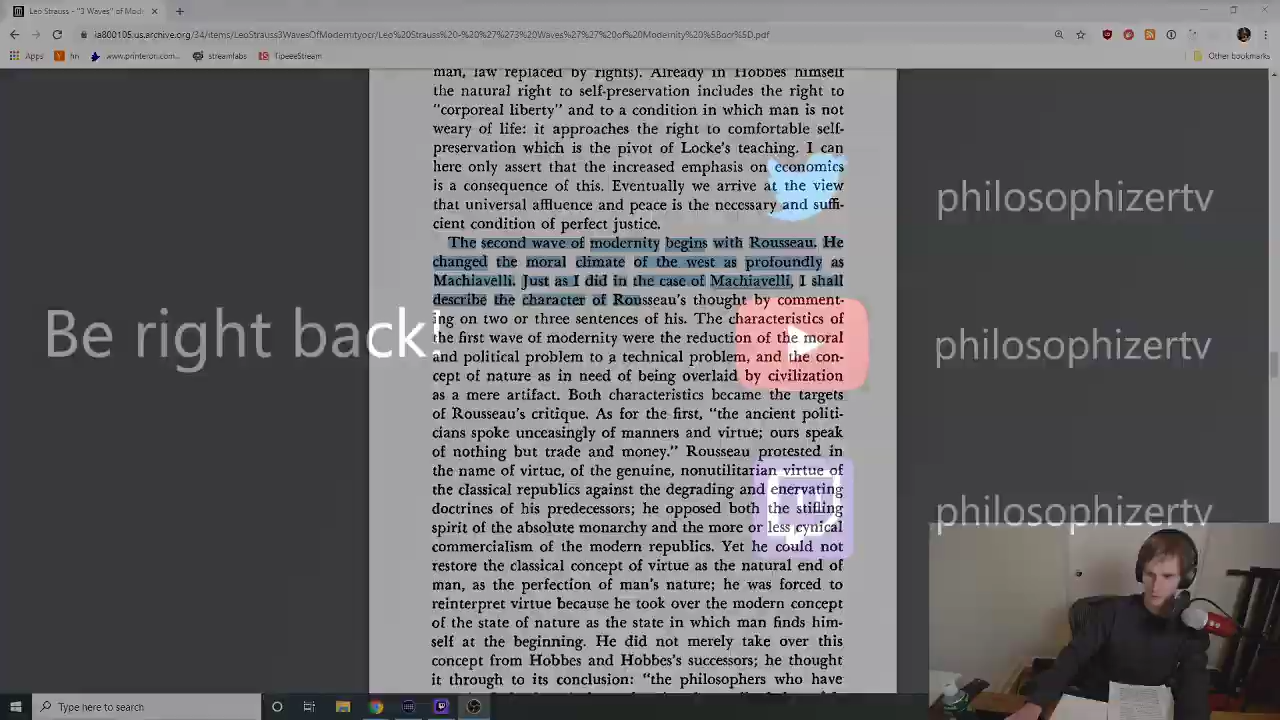 Leo Strauss - "3 Waves" of Mod
ia800105.us.archive.org/34/items/LeoStrauss3WavesOfModernityocr/Leo%20Strauss%20-%20%27%273%20Waves%27%27%20of%20Modernity%20%5Bocr%5D.pdf
Apps hn www.printeron.com... streamlabs TipeeeStream Other bookmarks
man, law replaced by rights). Already in Hobbes himself
the natural right to self-preservation includes the right to
"corporeal liberty" and to a condition in which man is not
weary of life: it approaches the right to comfortable self-
preservation which is the pivot of Locke's teaching. I can
here only assert that the increased emphasis on economics
is a consequence of this. Eventually we arrive at the view
that universal affluence and peace is the necessary and suffi-
cient condition of perfect justice.
The second wave of modernity begins with Rousseau. He
changed the moral climate of the west as profoundly as
Machiavelli. Just as I did in the case of Machiavelli, I shall
describe the character of Rousseau's thought by comment-
ing on two or three sentences of his. The characteristics of
the first wave of modernity were the reduction of the moral
and political problem to a technical problem, and the con-
cept of nature as in need of being overlaid by civilization
as a mere artifact. Both characteristics became the targets
of Rousseau's critique. As for the first, "the ancient politi-
cians spoke unceasingly of manners and virtue; ours speak
of nothing but trade and money." Rousseau protested in
the name of virtue, of the genuine, nonutilitarian virtue of
the classical republics against the degrading and enervating
doctrines of his predecessors; he opposed both the stifling
spirit of the absolute monarchy and the more or less cynical
commercialism of the modern republics. Yet he could not
restore the classical concept of virtue as the natural end of
man, as the perfection of man's nature; he was forced to
reinterpret virtue because he took over the modern concept
of the state of nature as the state in which man finds him-
self at the beginning. He did not merely take over this
concept from Hobbes and Hobbes's successors; he thought
it through to its conclusion: "the philosophers who have
Be right back!
philosophizertv
philosophizertv
philosophizertv
Type here to search